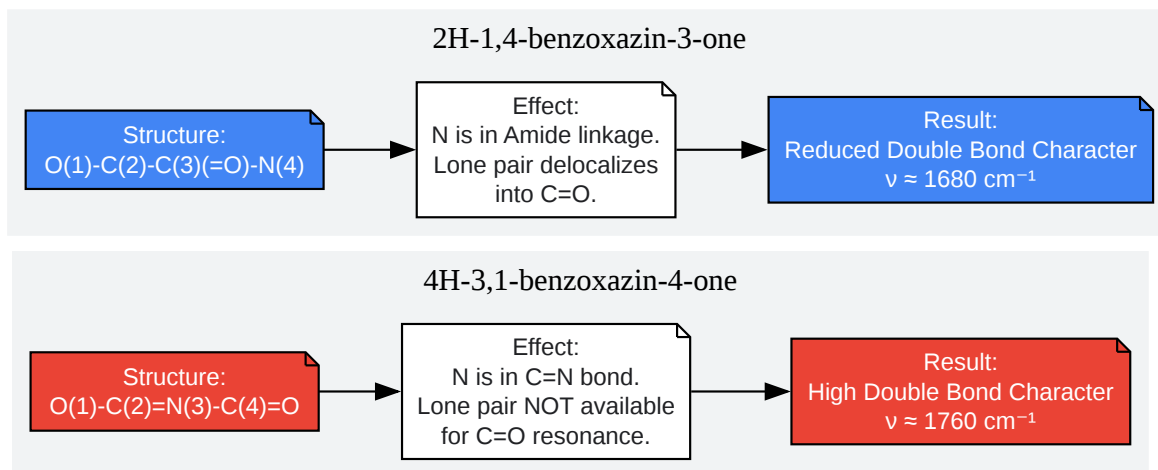 2H-1,4-benzoxazin-3-one
Structure:
O(1)-C(2)-C(3)(=O)-N(4)
Effect:
N is in Amide linkage.
Lone pair delocalizes
into C=O.
Result:
Reduced Double Bond Character
ν ≈ 1680 cm⁻¹
4H-3,1-benzoxazin-4-one
Structure:
O(1)-C(2)=N(3)-C(4)=O
Effect:
N is in C=N bond.
Lone pair NOT available
for C=O resonance.
Result:
High Double Bond Character
ν ≈ 1760 cm⁻¹